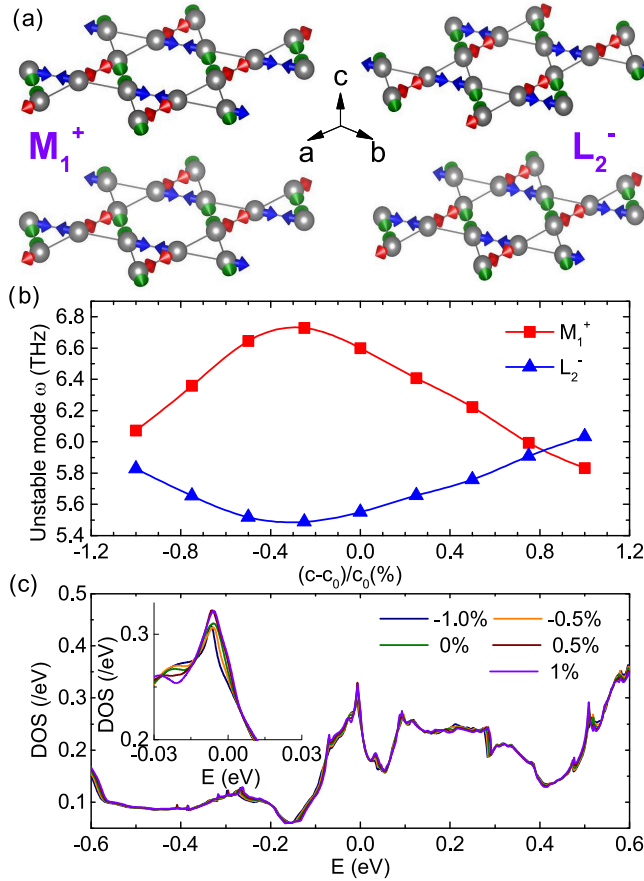 (a)
c
a b
M₁⁺
L₂⁻
(b)
Unstable mode ω (THz)
6.8
6.4
6.0
5.8
5.6
5.4
M₁⁺
L₂⁻
-1.2 -0.8 -0.4 0.0 0.4 0.8 1.2
(c-c₀)/c₀(%)
(c)
DOS (/eV)
0.5
0.4
0.3
0.2
0.1
DOS (/eV)
0.3
0.2
-0.03 0.00 0.03
E (eV)
-1.0% -0.5%
0% 0.5%
1%
-0.6 -0.4 -0.2 0.0 0.2 0.4 0.6
E (eV)